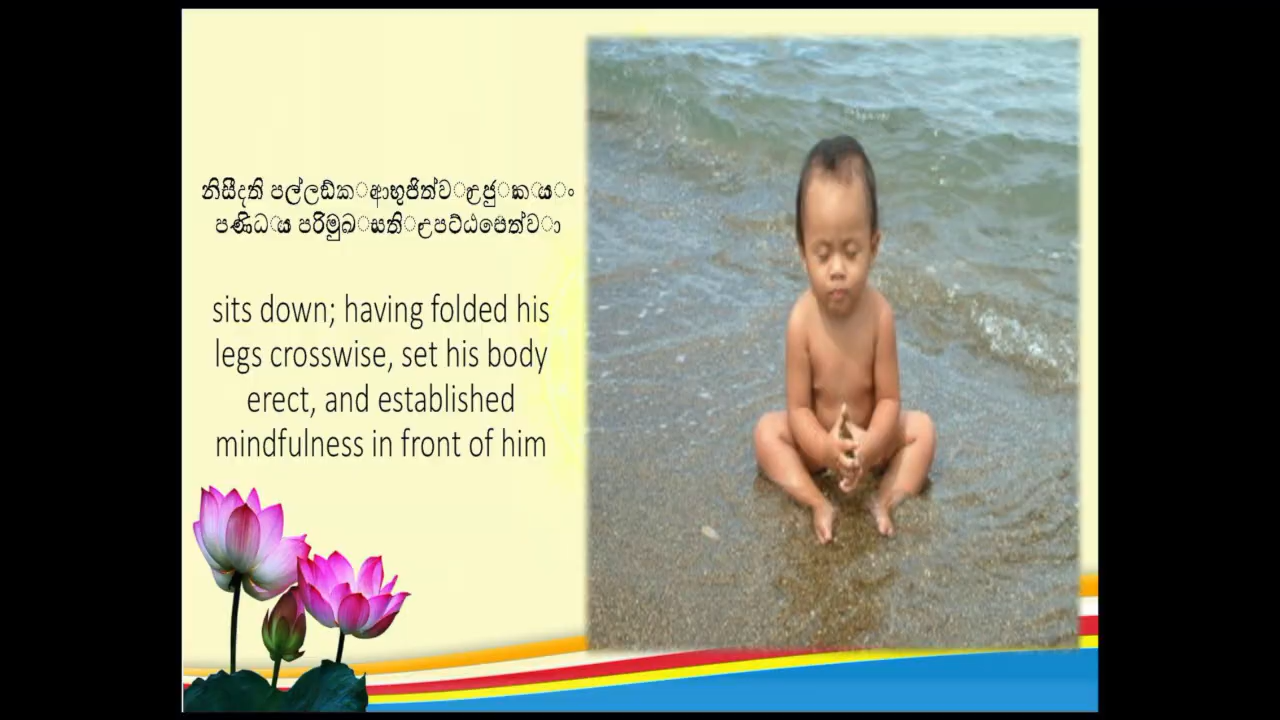 නිසීදති පල්ලඞ්කං ආභුජිත්වා උජුං කායං
පණිධාය පරිමුඛං සතිං උපට්ඨපෙත්වා
sits down; having folded his
legs crosswise, set his body
erect, and established
mindfulness in front of him